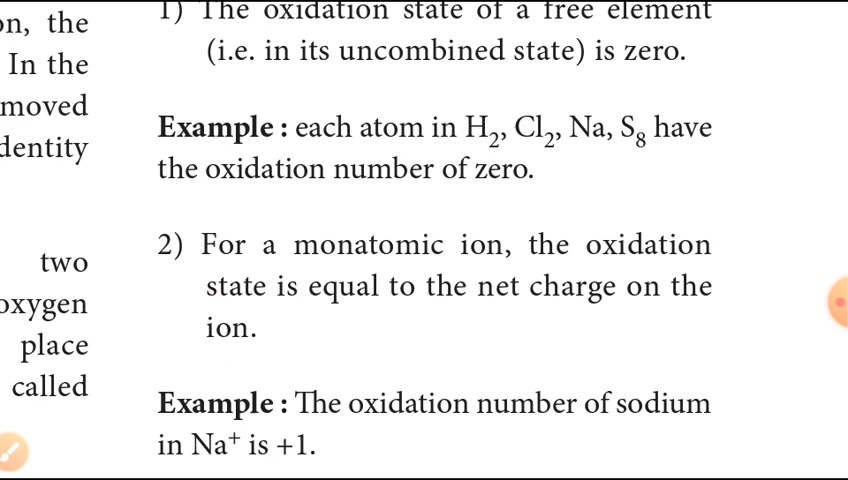 on, the
In the
moved
dentity
two
oxygen
place
called
1) The oxidation state of a free element
(i.e. in its uncombined state) is zero.
Example : each atom in H₂, Cl₂, Na, S₈ have
the oxidation number of zero.
2) For a monatomic ion, the oxidation
state is equal to the net charge on the
ion.
Example : The oxidation number of sodium
in Na⁺ is +1.